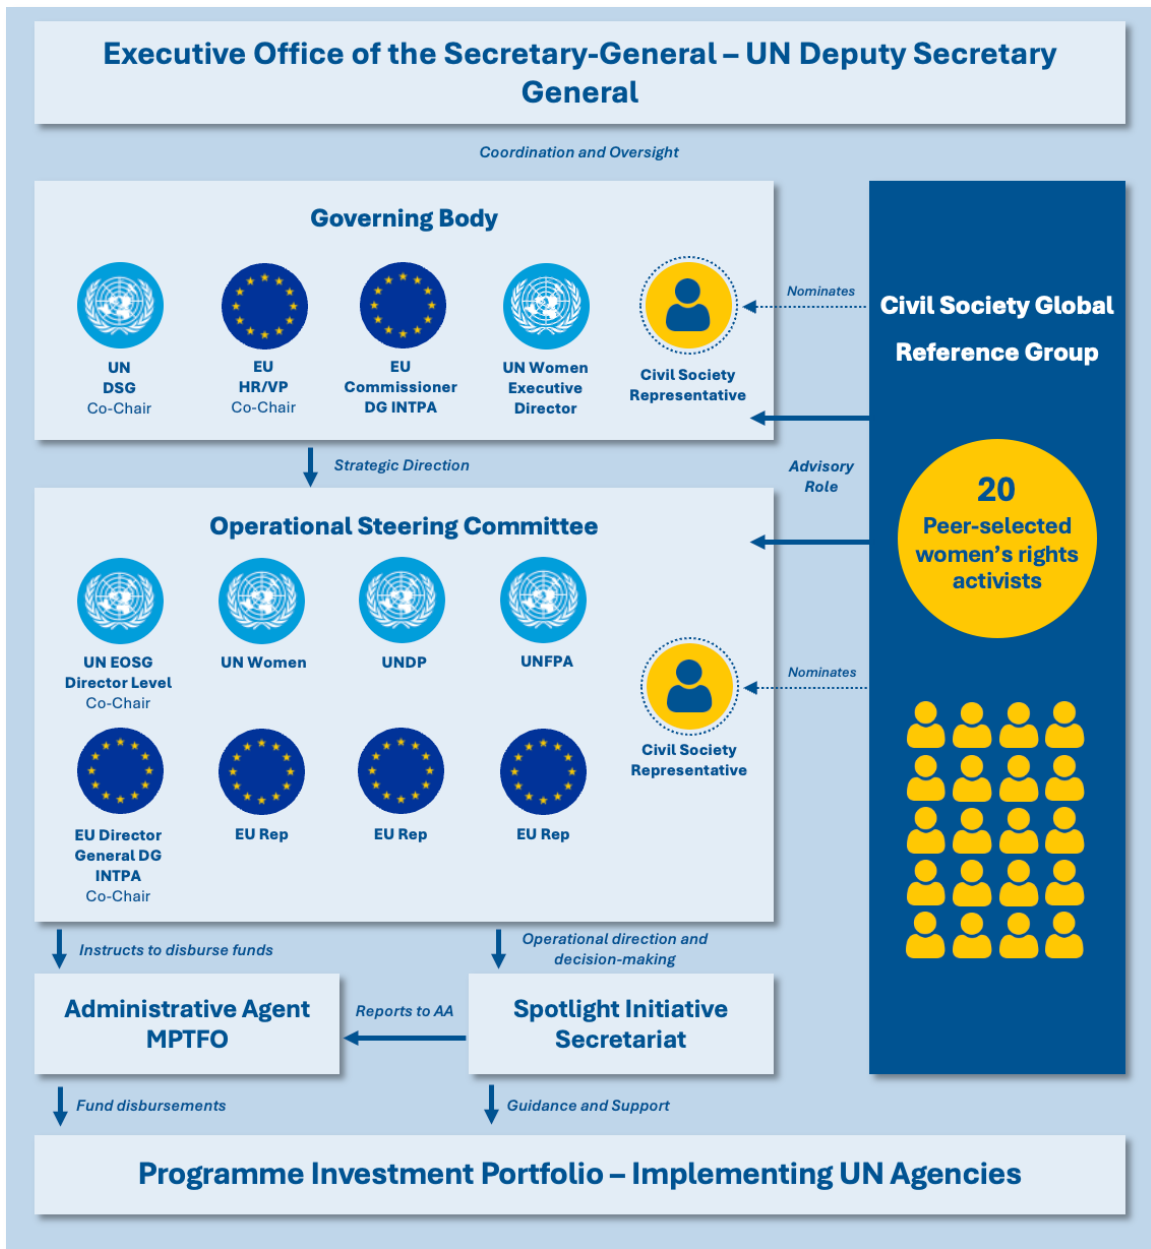 Executive Office of the Secretary-General – UN Deputy Secretary
General
Coordination and Oversight
Governing Body
UN
DSG
Co-Chair
EU
HR/VP
Co-Chair
EU
Commissioner
DG INTPA
UN Women
Executive
Director
Civil Society
Representative
Nominates
Civil Society Global
Reference Group
Strategic Direction
Advisory
Role
20
Peer-selected
women's rights
activists
Operational Steering Committee
UN EOSG
Director Level
Co-Chair
UN Women
UNDP
UNFPA
Civil Society
Representative
Nominates
EU Director
General DG
INTPA
Co-Chair
EU Rep
EU Rep
EU Rep
Instructs to disburse funds
Operational direction and
decision-making
Administrative Agent
MPTFO
Reports to AA
Spotlight Initiative
Secretariat
Fund disbursements
Guidance and Support
Programme Investment Portfolio – Implementing UN Agencies